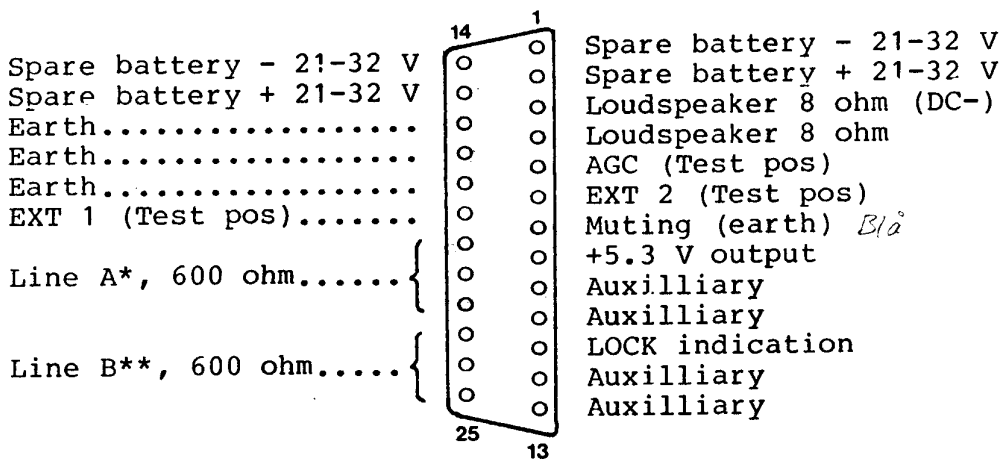 14
1
Spare battery - 21-32 V
Spare battery + 21-32 V
Earth..................
Earth..................
Earth..................
EXT 1 (Test pos).......
Line A*, 600 ohm......{
Line B**, 600 ohm.....{
Spare battery - 21-32 V
Spare battery + 21-32 V
Loudspeaker 8 ohm (DC-)
Loudspeaker 8 ohm
AGC (Test pos)
EXT 2 (Test pos)
Muting (earth) Blå
+5.3 V output
Auxilliary
Auxilliary
LOCK indication
Auxilliary
Auxilliary
25
13